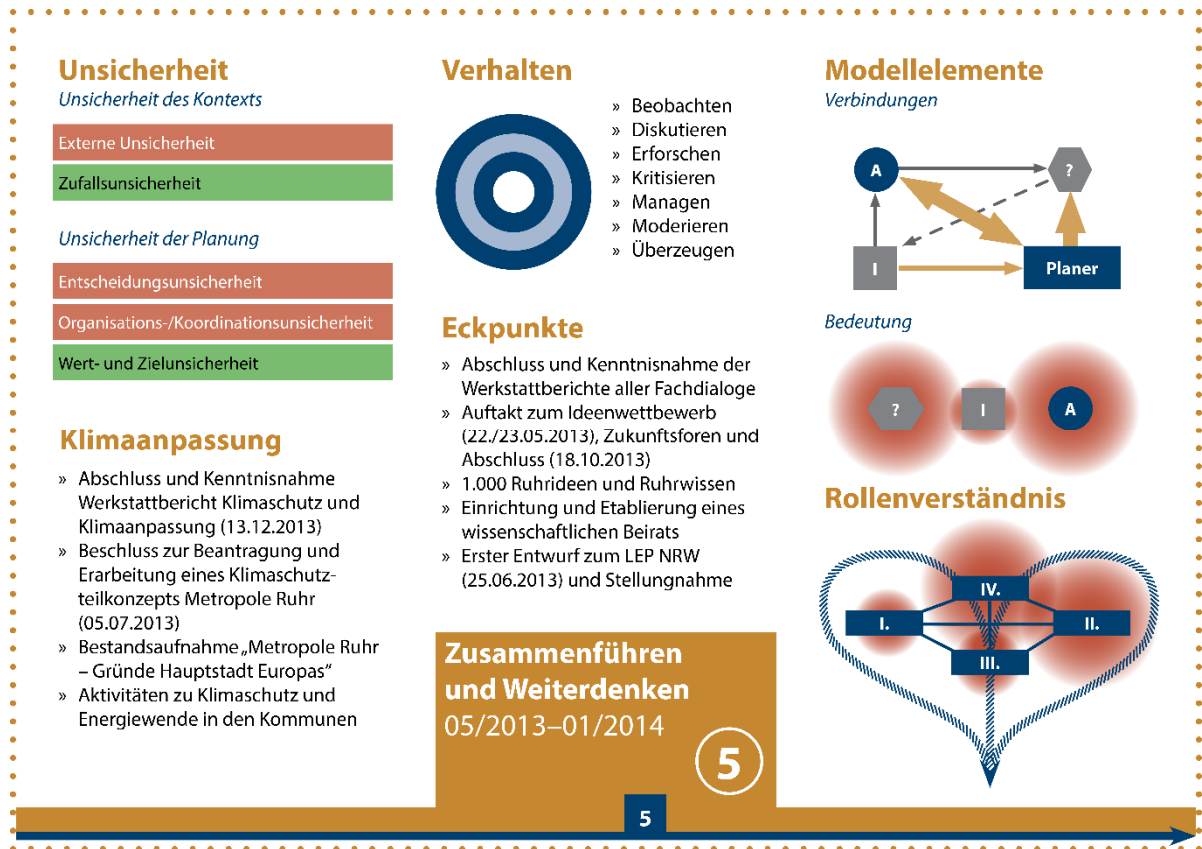 Unsicherheit
Unsicherheit des Kontexts
Externe Unsicherheit
Zufallsunsicherheit
Unsicherheit der Planung
Entscheidungsunsicherheit
Organisations-/Koordinationsunsicherheit
Wert- und Zielunsicherheit
Klimaanpassung
» Abschluss und Kenntnisnahme
Werkstattbericht Klimaschutz und
Klimaanpassung (13.12.2013)
» Beschluss zur Beantragung und
Erarbeitung eines Klimaschutz-
teilkonzepts Metropole Ruhr
(05.07.2013)
» Bestandsaufnahme „Metropole Ruhr
– Gründe Hauptstadt Europas“
» Aktivitäten zu Klimaschutz und
Energiewende in den Kommunen
Verhalten
» Beobachten
» Diskutieren
» Erforschen
» Kritisieren
» Managen
» Moderieren
» Überzeugen
Eckpunkte
» Abschluss und Kenntnisnahme der
Werkstattberichte aller Fachdialoge
» Auftakt zum Ideenwettbewerb
(22./23.05.2013), Zukunftsforen und
Abschluss (18.10.2013)
» 1.000 Ruhrideen und Ruhrwissen
» Einrichtung und Etablierung eines
wissenschaftlichen Beirats
» Erster Entwurf zum LEP NRW
(25.06.2013) und Stellungnahme
Zusammenführen
und Weiterdenken
05/2013–01/2014
5
5
Modellelemente
Verbindungen
A
?
I
Planer
Bedeutung
?
I
A
Rollenverständnis
IV.
I.
II.
III.